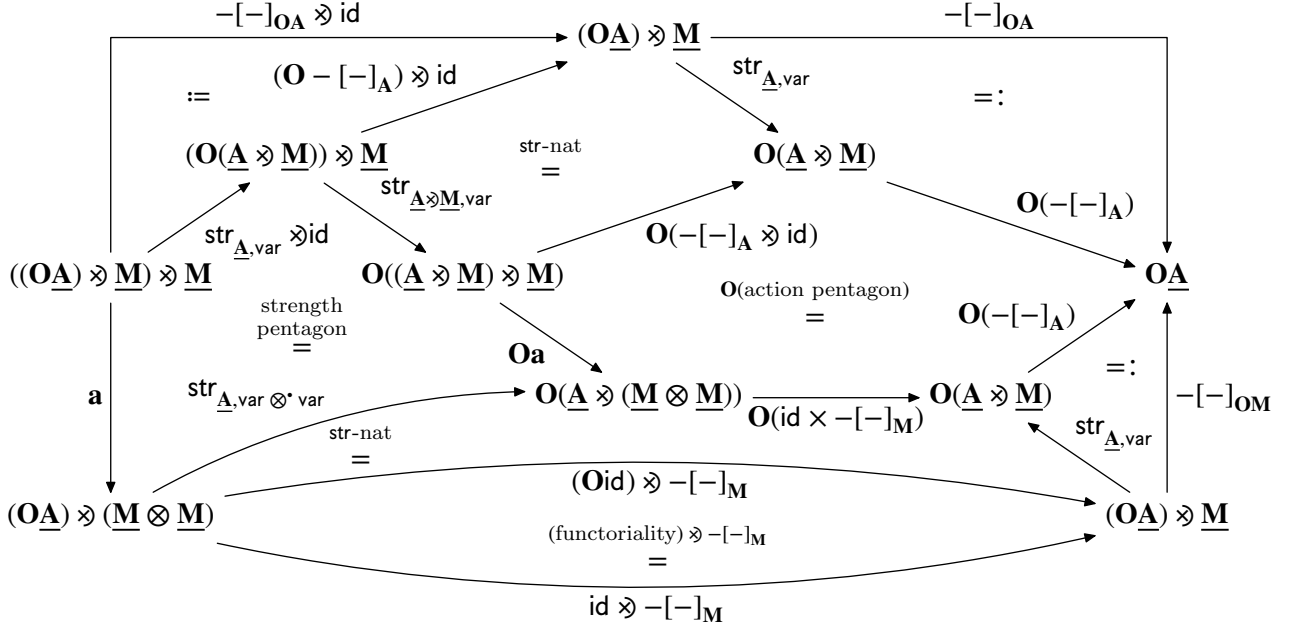 −[−]_OA ⊘ id
−[−]_OA
(OA) ⊘ M
(O − [−]_A) ⊘ id
str_A,var
≔
=:
(O(A ⊘ M)) ⊘ M
str-nat
=
O(A ⊘ M)
str_A⊘M,var
O(−[−]_A)
str_A,var ⊘id
O(−[−]_A ⊘ id)
((OA) ⊘ M) ⊘ M
O((A ⊘ M) ⊘ M)
OA
strength
pentagon
=
O(action pentagon)
=
O(−[−]_A)
Oa
=:
a
str_A,var ⊗• var
O(A ⊘ (M ⊗ M))
O(A ⊘ M)
−[−]_OM
O(id × −[−]_M)
str-nat
=
str_A,var
(Oid) ⊘ −[−]_M
(OA) ⊘ (M ⊗ M)
(OA) ⊘ M
(functoriality) ⊘ −[−]_M
=
id ⊘ −[−]_M